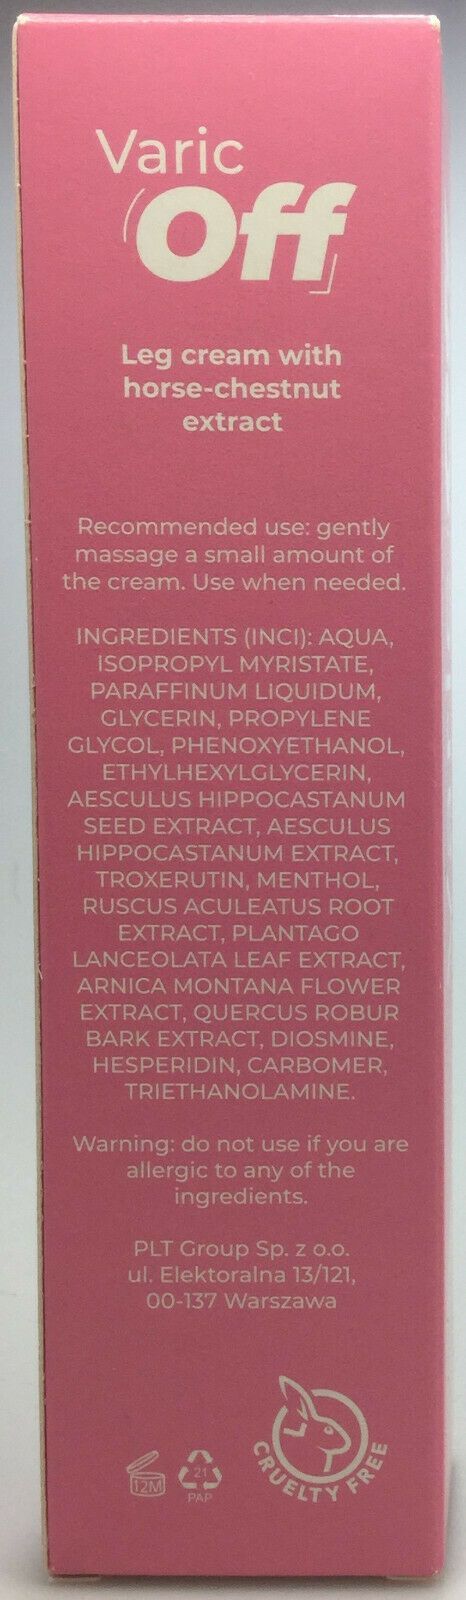 Varic
Off
Leg cream with
horse-chestnut
extract
Recommended use: gently
massage a small amount of
the cream. Use when needed.
INGREDIENTS (INCI): AQUA,
ISOPROPYL MYRISTATE,
PARAFFINUM LIQUIDUM,
GLYCERIN, PROPYLENE
GLYCOL, PHENOXYETHANOL,
ETHYLHEXYLGLYCERIN,
AESCULUS HIPPOCASTANUM
SEED EXTRACT, AESCULUS
HIPPOCASTANUM EXTRACT,
TROXERUTIN, MENTHOL,
RUSCUS ACULEATUS ROOT
EXTRACT, PLANTAGO
LANCEOLATA LEAF EXTRACT,
ARNICA MONTANA FLOWER
EXTRACT, QUERCUS ROBUR
BARK EXTRACT, DIOSMINE,
HESPERIDIN, CARBOMER,
TRIETHANOLAMINE.
Warning: do not use if you are
allergic to any of the
ingredients.
PLT Group Sp. z o.o.
ul. Elektoralna 13/121,
00-137 Warszawa
12M
21
PAP
CRUELTY FREE